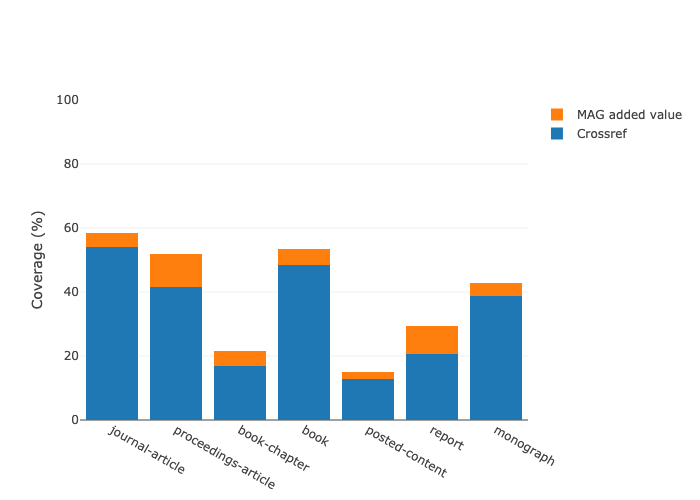 100
80
60
40
20
0
Coverage (%)
journal-article
proceedings-article
book-chapter
book
posted-content
report
monograph
MAG added value
Crossref